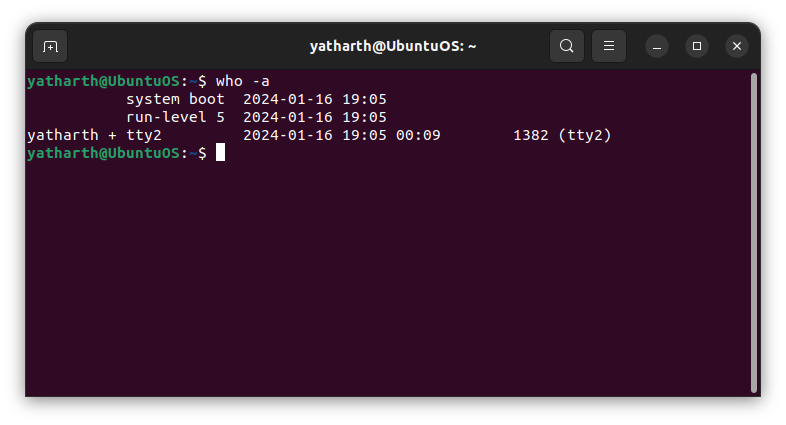 yatharth@UbuntuOS: ~
yatharth@UbuntuOS:~$ who -a
           system boot  2024-01-16 19:05
           run-level 5  2024-01-16 19:05
yatharth + tty2         2024-01-16 19:05 00:09        1382 (tty2)
yatharth@UbuntuOS:~$